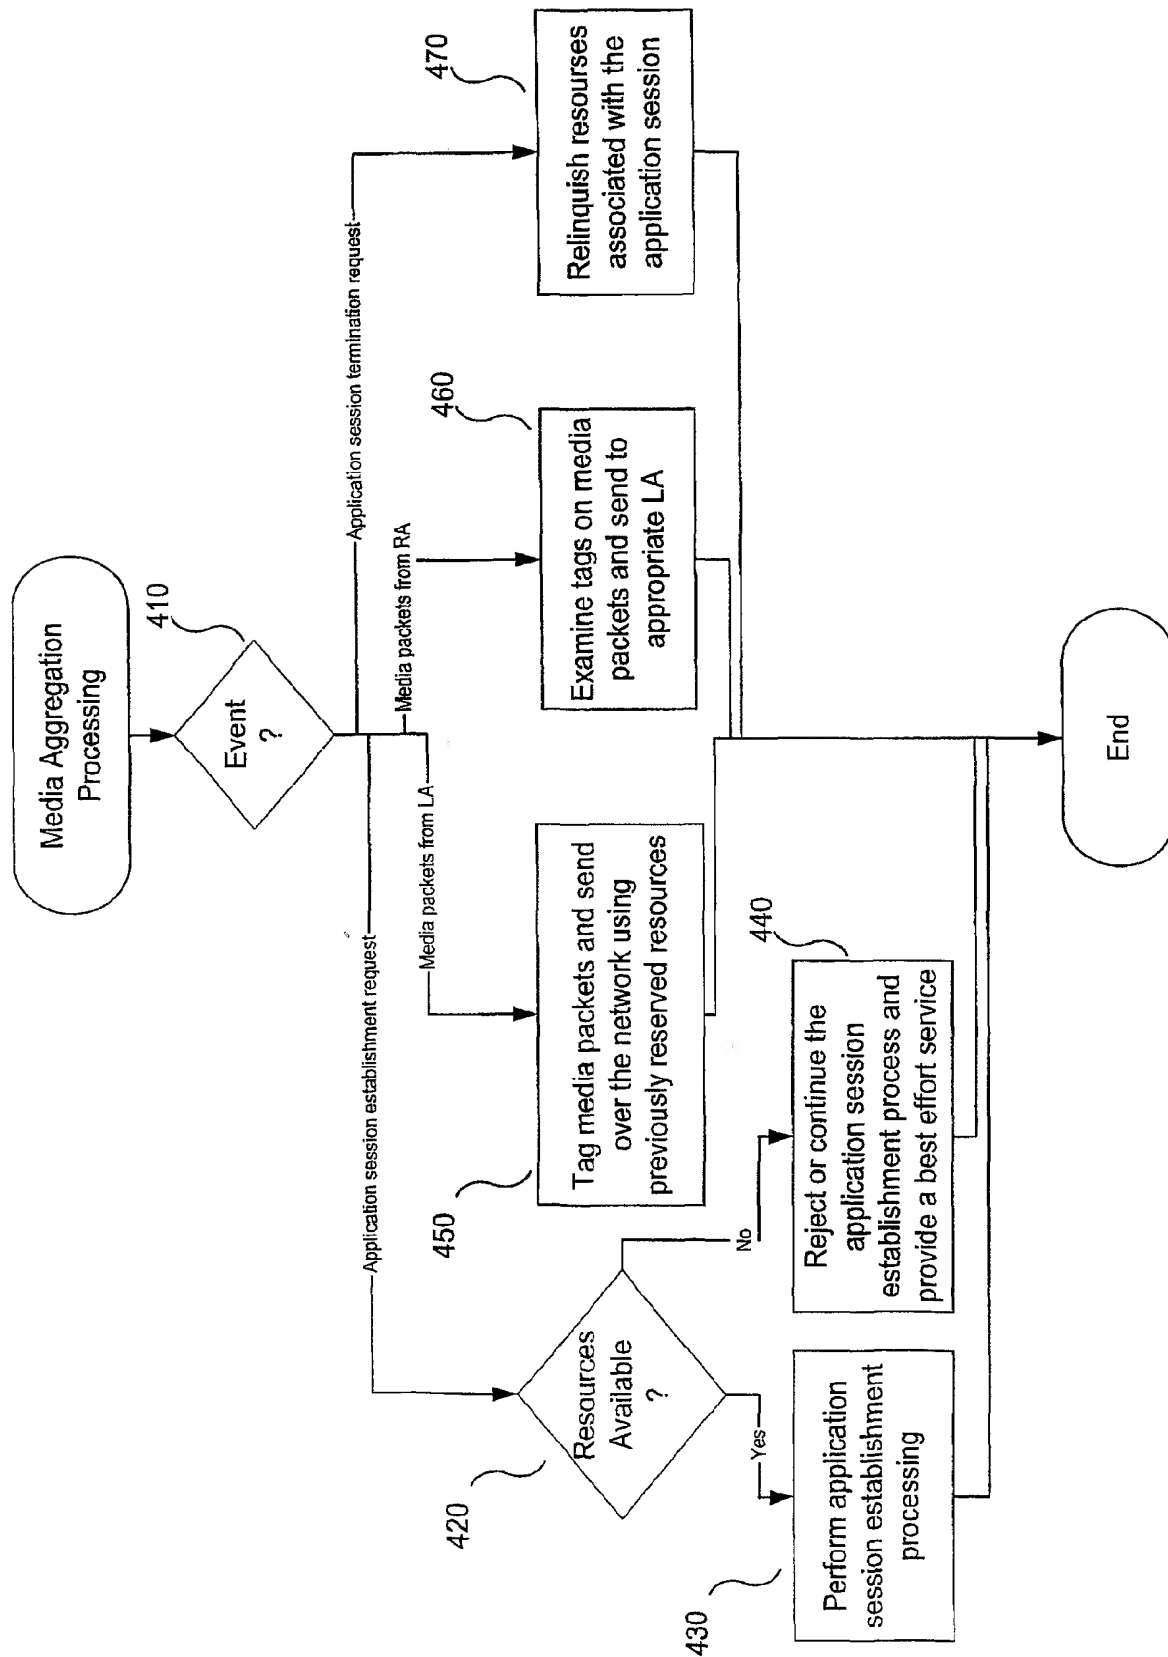 Media Aggregation
Processing
410
Event
?
Application session establishment request
Media packets from LA
Media packets from RA
Application session termination request
420
Resources
Available
?
450
Tag media packets and send
over the network using
previously reserved resources
460
Examine tags on media
packets and send to
appropriate LA
470
Relinquish resourses
associated with the
application session
Yes
No
430
Perform application
session establishment
processing
440
Reject or continue the
application session
establishment process and
provide a best effort service
End